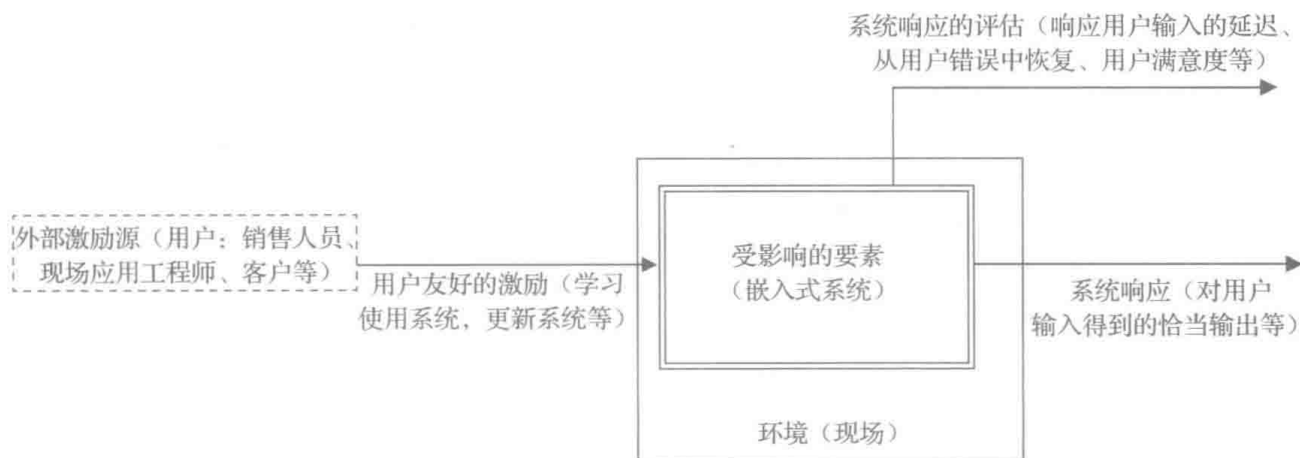 系统响应的评估（响应用户输入的延迟、
从用户错误中恢复、用户满意度等）
外部激励源（用户：销售人员、
现场应用工程师、客户等）
用户友好的激励（学习
使用系统，更新系统等）
受影响的要素
（嵌入式系统）
系统响应（对用户
输入得到的恰当输出等）
环境（现场）